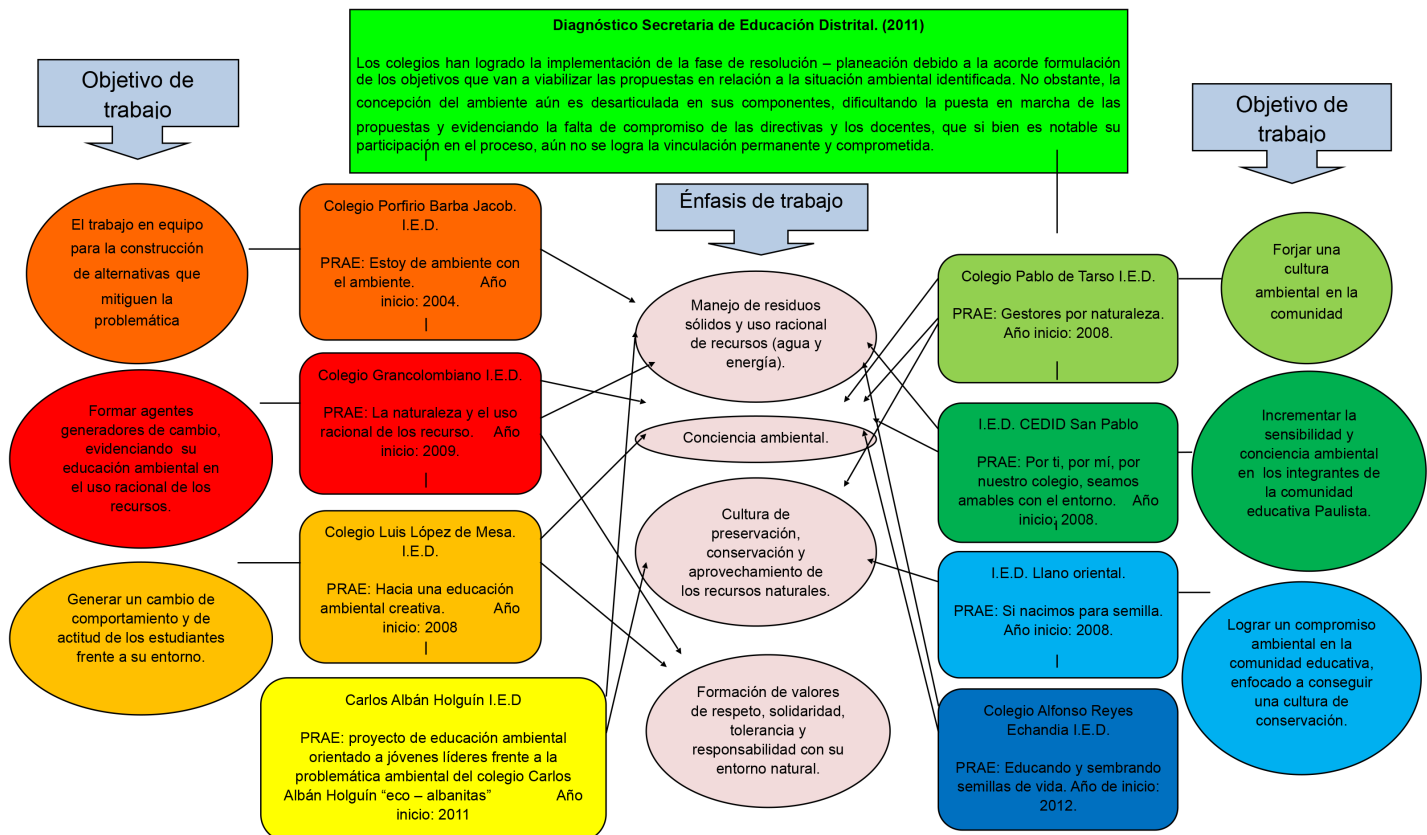 Diagnóstico Secretaria de Educación Distrital. (2011)
Los colegios han logrado la implementación de la fase de resolución – planeación debido a la acorde formulación
de los objetivos que van a viabilizar las propuestas en relación a la situación ambiental identificada. No obstante, la
concepción del ambiente aún es desarticulada en sus componentes, dificultando la puesta en marcha de las
propuestas y evidenciando la falta de compromiso de las directivas y los docentes, que si bien es notable su
participación en el proceso, aún no se logra la vinculación permanente y comprometida.
Objetivo de
trabajo
El trabajo en equipo
para la construcción
de alternativas que
mitiguen la
problemática
Formar agentes
generadores de cambio,
evidenciando su
educación ambiental en
el uso racional de los
recursos.
Generar un cambio de
comportamiento y de
actitud de los estudiantes
frente a su entorno.
Colegio Porfirio Barba Jacob.
I.E.D.
PRAE: Estoy de ambiente con
el ambiente. Año
inicio: 2004.
Colegio Grancolombiano I.E.D.
PRAE: La naturaleza y el uso
racional de los recurso. Año
inicio: 2009.
Colegio Luis López de Mesa.
I.E.D.
PRAE: Hacia una educación
ambiental creativa. Año
inicio: 2008
Carlos Albán Holguín I.E.D
PRAE: proyecto de educación ambiental
orientado a jóvenes líderes frente a la
problemática ambiental del colegio Carlos
Albán Holguín “eco – albanitas” Año
inicio: 2011
Énfasis de trabajo
Manejo de residuos
sólidos y uso racional
de recursos (agua y
energía).
Conciencia ambiental.
Cultura de
preservación,
conservación y
aprovechamiento de
los recursos naturales.
Formación de valores
de respeto, solidaridad,
tolerancia y
responsabilidad con su
entorno natural.
Colegio Pablo de Tarso I.E.D.
PRAE: Gestores por naturaleza.
Año inicio: 2008.
I.E.D. CEDID San Pablo
PRAE: Por ti, por mí, por
nuestro colegio, seamos
amables con el entorno. Año
inicio: 2008.
I.E.D. Llano oriental.
PRAE: Si nacimos para semilla.
Año inicio: 2008.
Colegio Alfonso Reyes
Echandia I.E.D.
PRAE: Educando y sembrando
semillas de vida. Año de inicio:
2012.
Objetivo de
trabajo
Forjar una
cultura
ambiental en la
comunidad
Incrementar la
sensibilidad y
conciencia ambiental
en los integrantes de
la comunidad
educativa Paulista.
Lograr un compromiso
ambiental en la
comunidad educativa,
enfocado a conseguir
una cultura de
conservación.